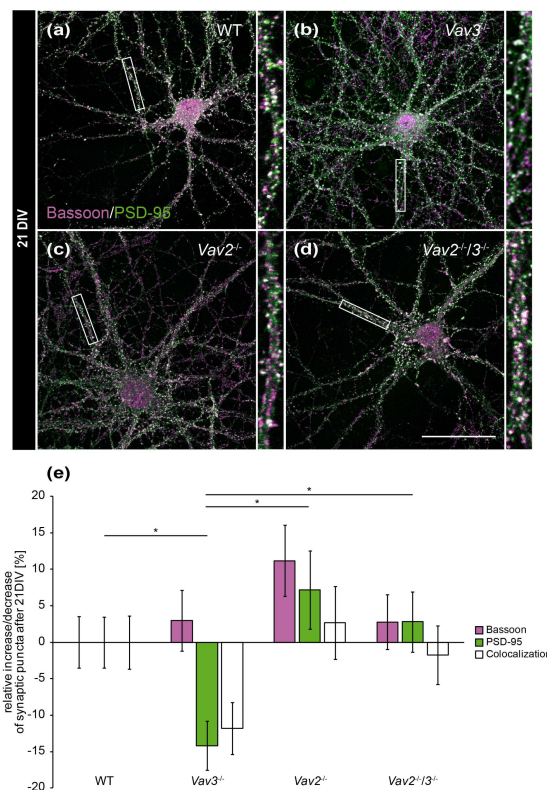 (a) WT
(b) Vav3-/-
21 DIV
Bassoon/PSD-95
(c) Vav2-/-
(d) Vav2-/-/3-/-
(e)
relative increase/decrease
of synaptic puncta after 21DIV [%]
20
15
10
5
0
-5
-10
-15
-20
*
*
*
Bassoon
PSD-95
Colocalization
WT Vav3-/- Vav2-/- Vav2-/-/3-/-